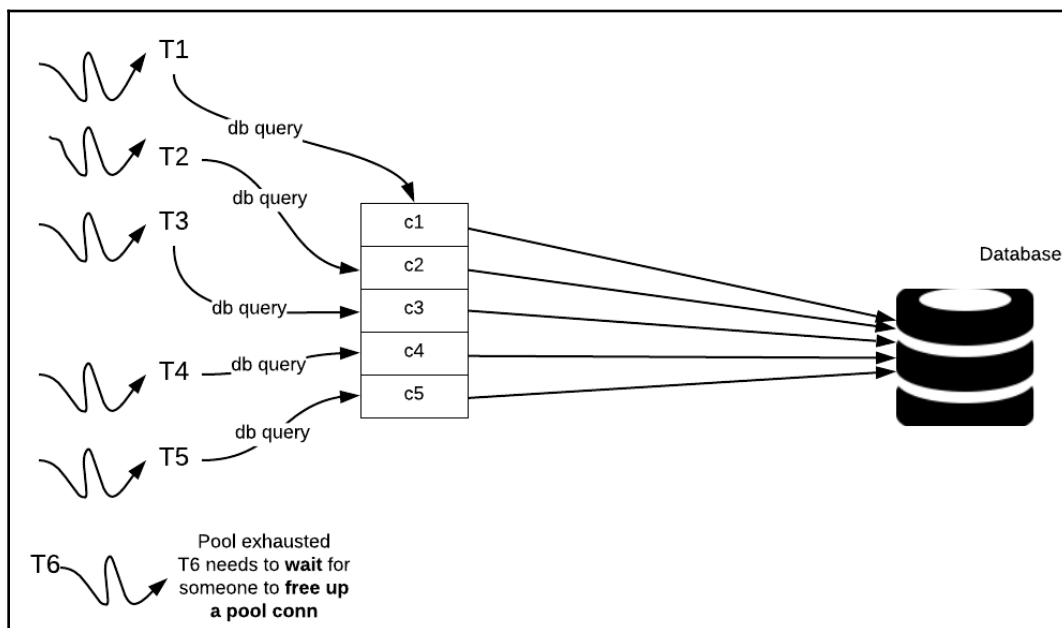 T1
db query
T2
db query
T3
db query
T4
db query
T5
db query
c1
c2
c3
c4
c5
Database
T6
Pool exhausted
T6 needs to wait for
someone to free up
a pool conn